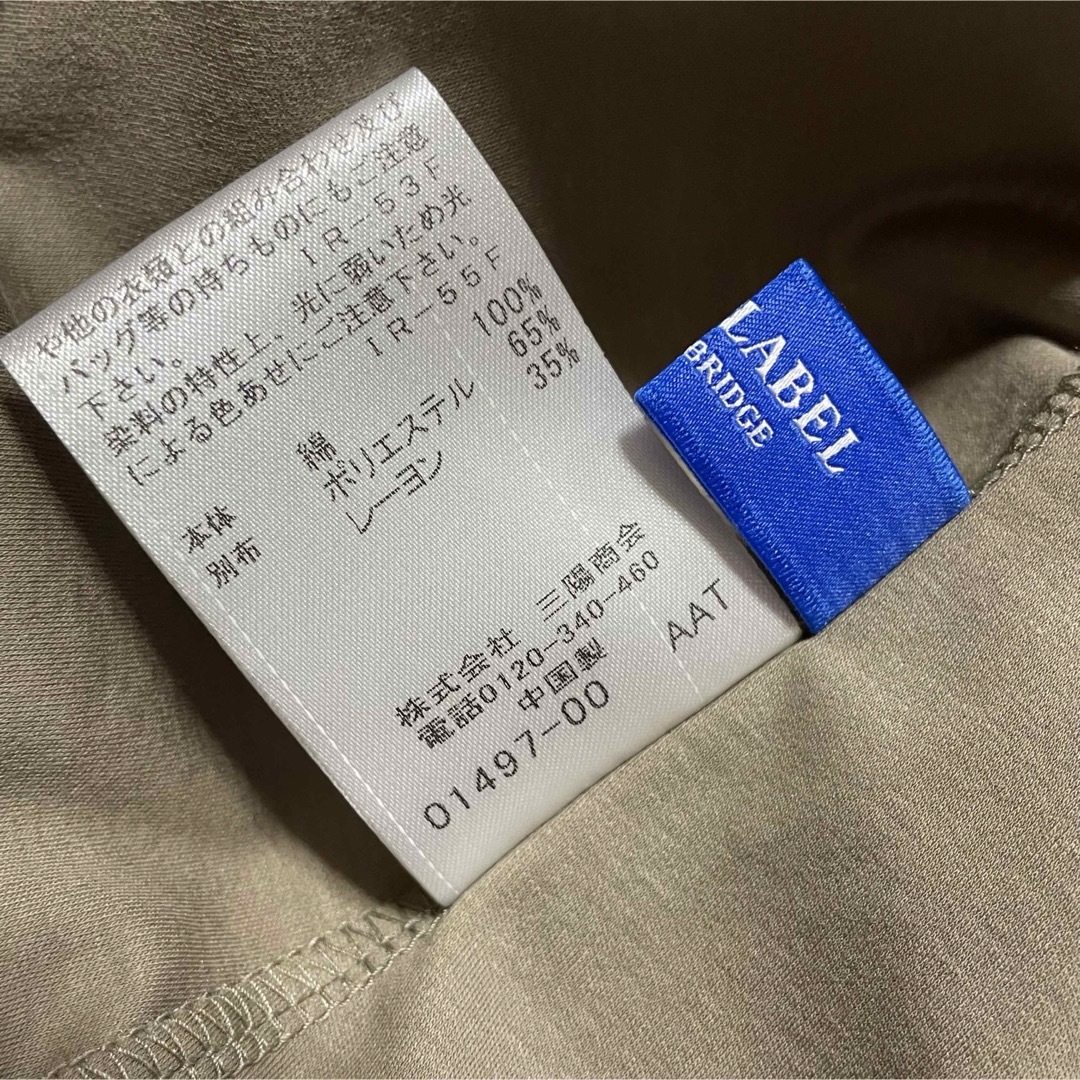 や他の衣類との組み合わせ及び
バッグ等の持ちものにもご注意
下さい。 IR-53F
染料の特性上、光に弱いため光
による色あせにご注意下さい。
IR-55F
本体 綿 100%
別布 ポリエステル 65%
レーヨン 35%
株式会社 三陽商会
電話0120-340-460
中国製
01497-00 AAT
LABEL
BRIDGE